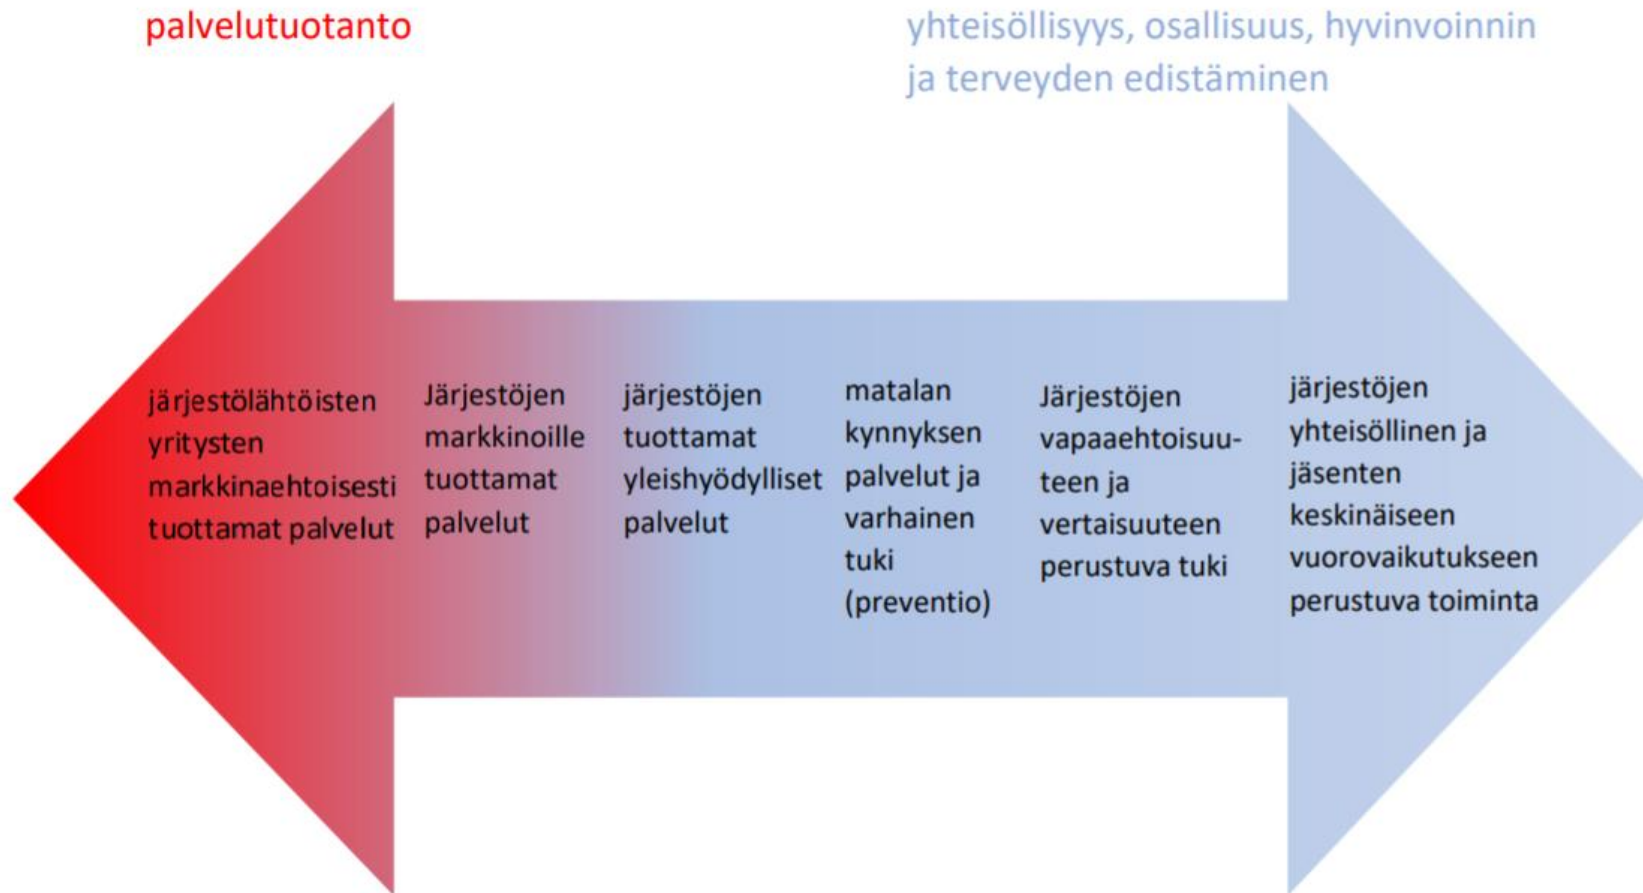 palvelutuotanto
yhteisöllisyys, osallisuus, hyvinvoinnin
ja terveyden edistäminen
järjestölähtöisten
yritysten
markkinaehtoisesti
tuottamat palvelut
Järjestöjen
markkinoille
tuottamat
palvelut
järjestöjen
tuottamat
yleishyödylliset
palvelut
matalan
kynnyksen
palvelut ja
varhainen
tuki
(preventio)
Järjestöjen
vapaaehtoisuu-
teen ja
vertaisuuteen
perustuva tuki
järjestöjen
yhteisöllinen ja
jäsenten
keskinäiseen
vuorovaikutukseen
perustuva toiminta